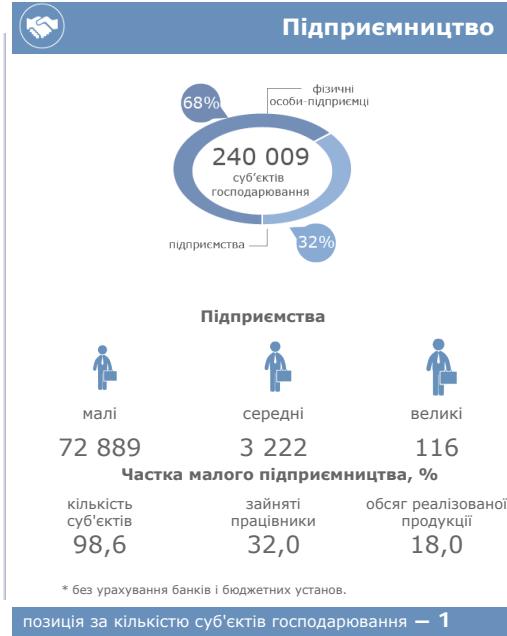 Підприємництво
68%
фізичні
особи-підприємці
240 009
суб’єктів
господарювання
підприємства
32%
Підприємства
малі
середні
великі
72 889
3 222
116
Частка малого підприємництва, %
кількість
суб'єктів
зайняті
працівники
обсяг реалізованої
продукції
98,6
32,0
18,0
* без урахування банків і бюджетних установ.
позиція за кількістю суб'єктів господарювання — 1